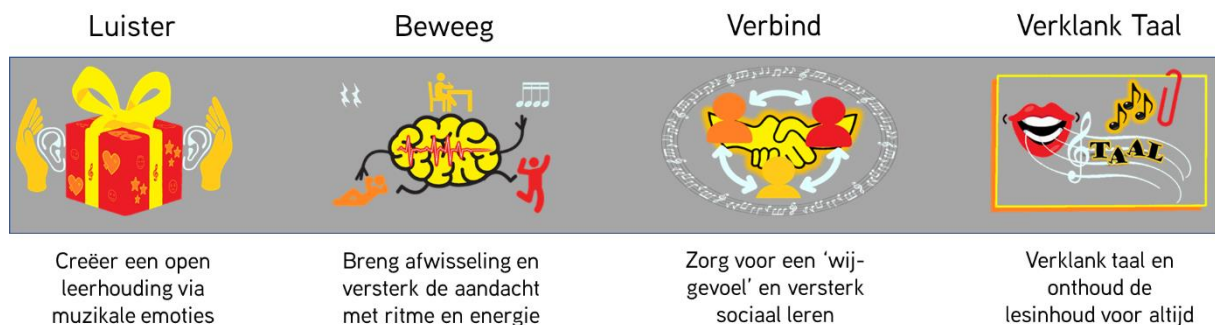 Luister
Beweeg
Verbind
Verklank Taal
TAAL
Creëer een open
leerhouding via
muzikale emoties
Breng afwisseling en
versterk de aandacht
met ritme en energie
Zorg voor een ‘wij-
gevoel’ en versterk
sociaal leren
Verklank taal en
onthoud de
lesinhoud voor altijd